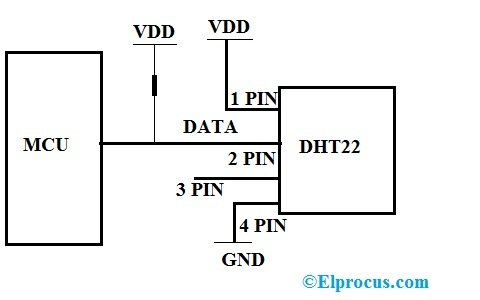 VDD
VDD
1 PIN
DATA
MCU
DHT22
2 PIN
3 PIN
4 PIN
GND
©Elprocus.com